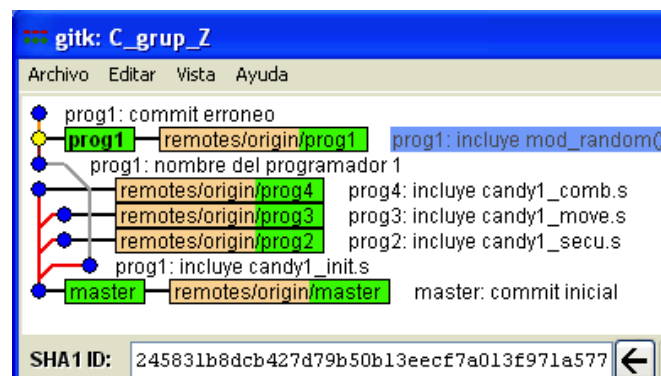 gitk: C_grup_Z
Archivo Editar Vista Ayuda
prog1: commit erroneo
prog1 remotes/origin/prog1 prog1: incluye mod_random(
prog1: nombre del programador 1
remotes/origin/prog4 prog4: incluye candy1_comb.s
remotes/origin/prog3 prog3: incluye candy1_move.s
remotes/origin/prog2 prog2: incluye candy1_secu.s
prog1: incluye candy1_init.s
master remotes/origin/master master: commit inicial
SHA1 ID: 245831b8dcb427d79b50b13eecf7a013f971a577